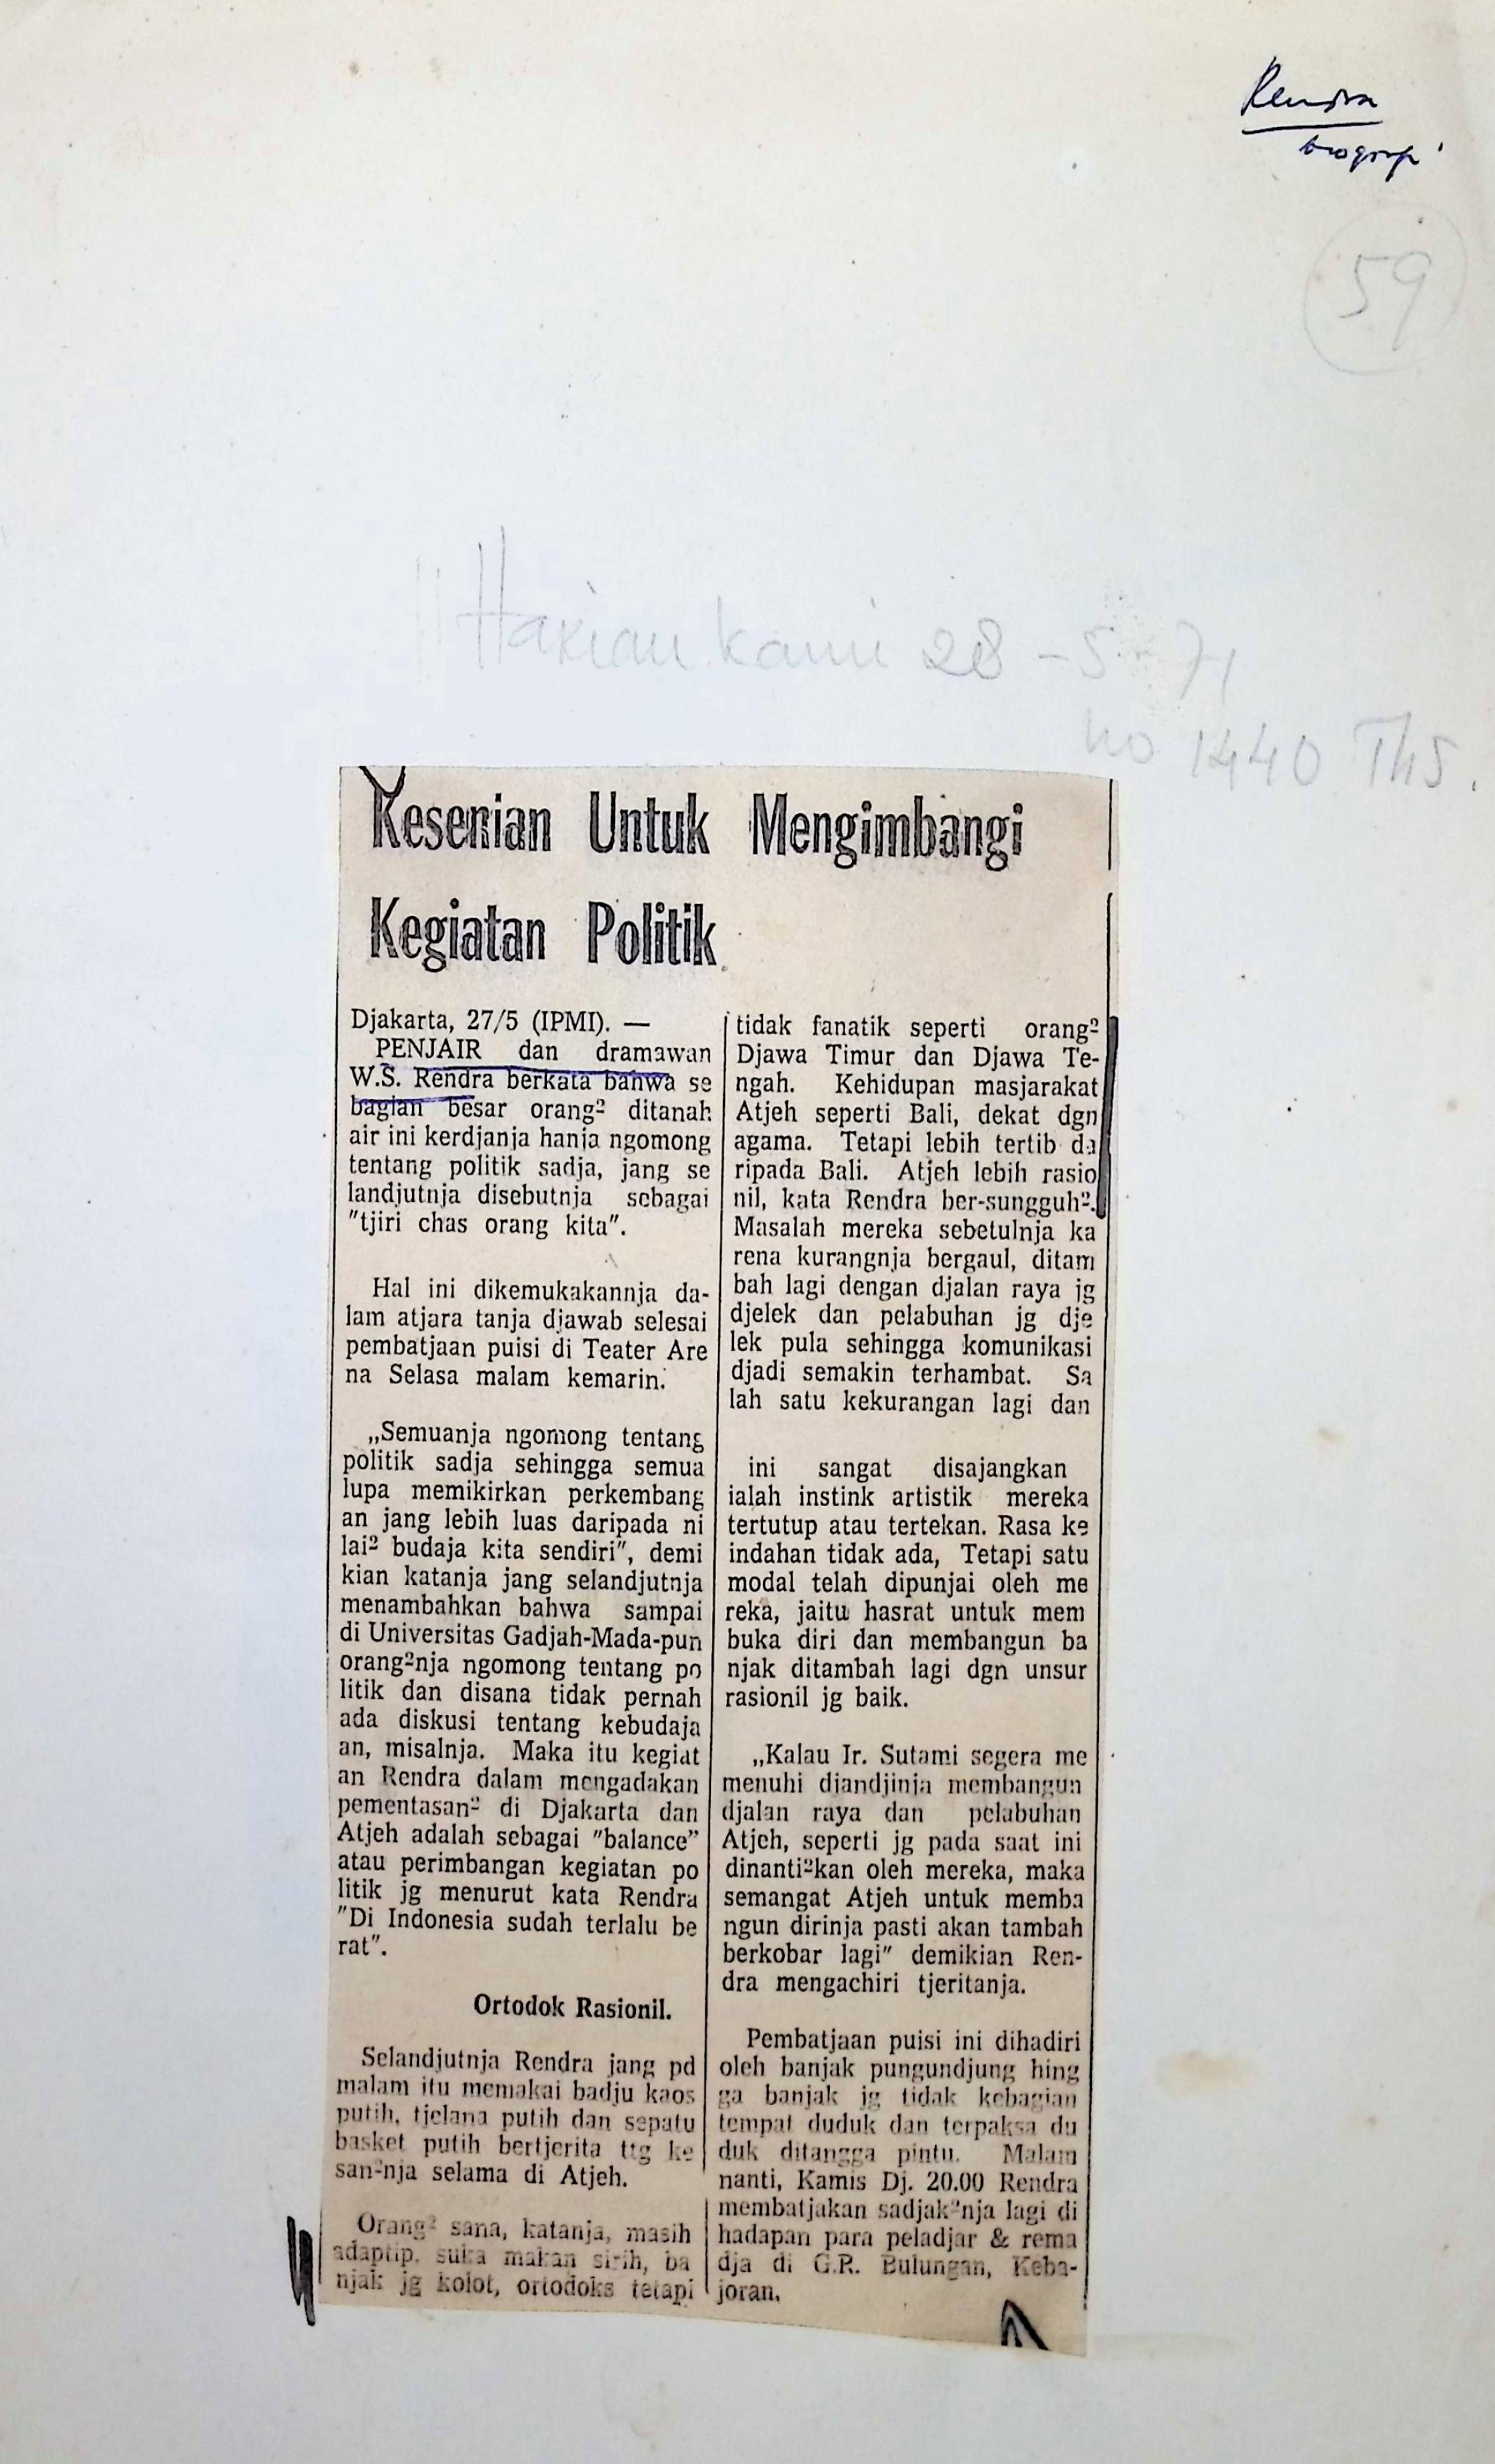 Rendra
biografi
59
Harian Kami 28-5-71
no 1440 Th5.
Kesenian Untuk Mengimbangi
Kegiatan Politik
Djakarta, 27/5 (IPMI). —
PENJAIR dan dramawan
W.S. Rendra berkata bahwa se
bagian besar orang² ditanah
air ini kerdjanja hanja ngomong
tentang politik sadja, jang se
landjutnja disebutnja sebagai
"tjiri chas orang kita".
Hal ini dikemukakannja da-
lam atjara tanja djawab selesai
pembatjaan puisi di Teater Are
na Selasa malam kemarin.
„Semuanja ngomong tentang
politik sadja sehingga semua
lupa memikirkan perkembang
an jang lebih luas daripada ni
lai² budaja kita sendiri", demi
kian katanja jang selandjutnja
menambahkan bahwa sampai
di Universitas Gadjah-Mada-pun
orang²nja ngomong tentang po
litik dan disana tidak pernah
ada diskusi tentang kebudaja
an, misalnja. Maka itu kegiat
an Rendra dalam mengadakan
pementasan² di Djakarta dan
Atjeh adalah sebagai "balance"
atau perimbangan kegiatan po
litik jg menurut kata Rendra
"Di Indonesia sudah terlalu be
rat".
Ortodok Rasionil.
Selandjutnja Rendra jang pd
malam itu memakai badju kaos
putih, tjelana putih dan sepatu
basket putih bertjerita ttg ke
san²nja selama di Atjeh.
Orang² sana, katanja, masih
adaptip, suka makan sirih, ba
njak jg kolot, ortodoks tetapi
tidak fanatik seperti orang²
Djawa Timur dan Djawa Te-
ngah. Kehidupan masjarakat
Atjeh seperti Bali, dekat dgn
agama. Tetapi lebih tertib da
ripada Bali. Atjeh lebih rasio
nil, kata Rendra ber-sungguh².
Masalah mereka sebetulnja ka
rena kurangnja bergaul, ditam
bah lagi dengan djalan raya jg
djelek dan pelabuhan jg dje
lek pula sehingga komunikasi
djadi semakin terhambat. Sa
lah satu kekurangan lagi dan
ini sangat disajangkan
ialah instink artistik mereka
tertutup atau tertekan. Rasa ke
indahan tidak ada, Tetapi satu
modal telah dipunjai oleh me
reka, jaitu hasrat untuk mem
buka diri dan membangun ba
njak ditambah lagi dgn unsur
rasionil jg baik.
„Kalau Ir. Sutami segera me
menuhi djandjinja membangun
djalan raya dan pelabuhan
Atjeh, seperti jg pada saat ini
dinanti²kan oleh mereka, maka
semangat Atjeh untuk memba
ngun dirinja pasti akan tambah
berkobar lagi" demikian Ren-
dra mengachiri tjeritanja.
Pembatjaan puisi ini dihadiri
oleh banjak pungundjung hing
ga banjak jg tidak kebagian
tempat duduk dan terpaksa du
duk ditangga pintu. Malam
nanti, Kamis Dj. 20.00 Rendra
membatjakan sadjak²nja lagi di
hadapan para peladjar & rema
dja di G.R. Bulungan, Keba-
joran.